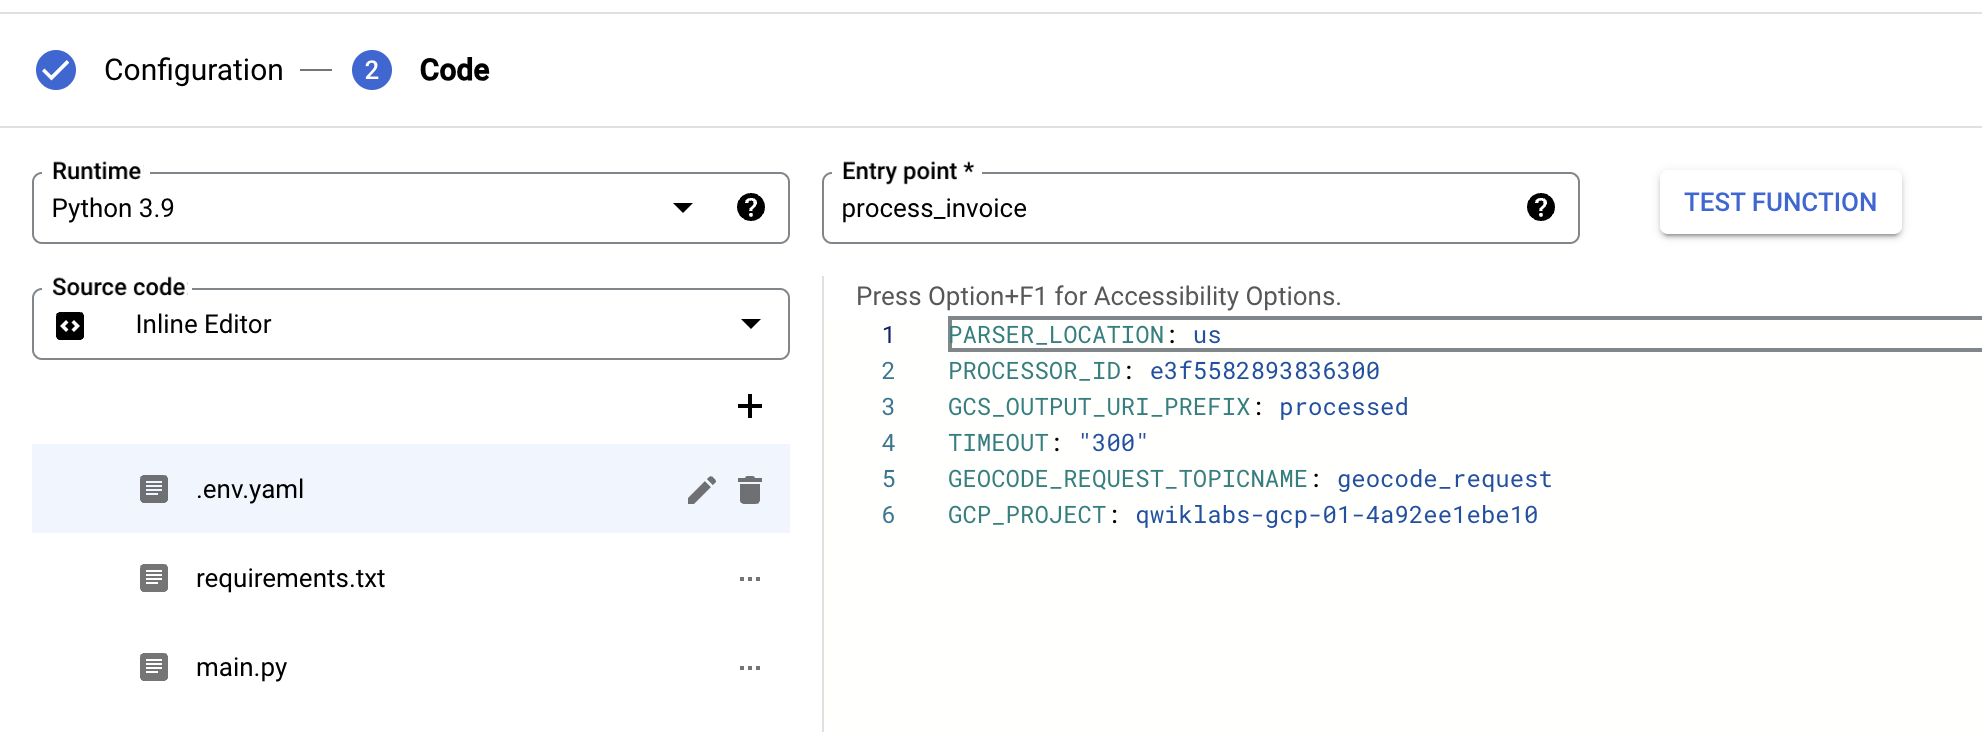 Configuration
2
Code
Runtime
Python 3.9
Entry point *
process_invoice
TEST FUNCTION
Source code
Inline Editor
.env.yaml
requirements.txt
main.py
Press Option+F1 for Accessibility Options.
1 PARSER_LOCATION: us
2 PROCESSOR_ID: e3f5582893836300
3 GCS_OUTPUT_URI_PREFIX: processed
4 TIMEOUT: "300"
5 GEOCODE_REQUEST_TOPICNAME: geocode_request
6 GCP_PROJECT: qwiklabs-gcp-01-4a92ee1ebe10